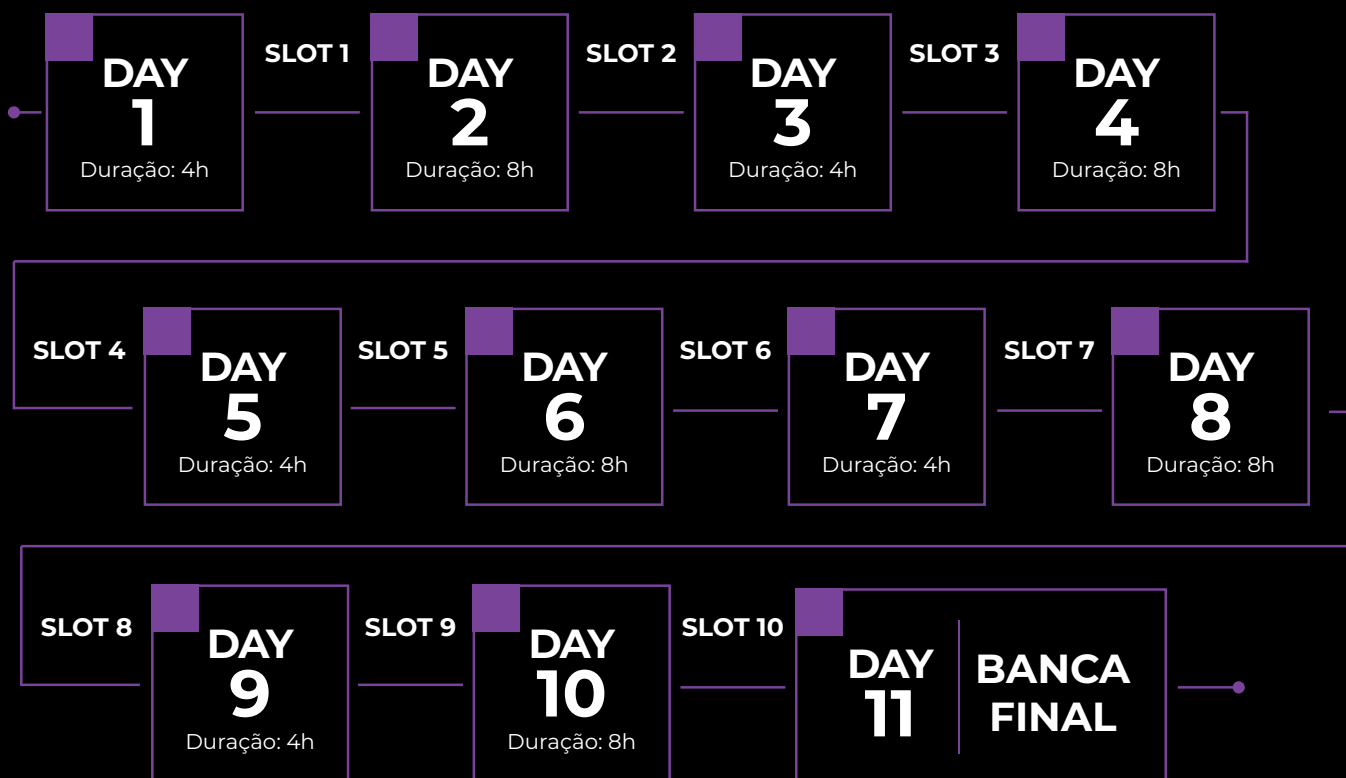 DAY
1
Duração: 4h
SLOT 1
DAY
2
Duração: 8h
SLOT 2
DAY
3
Duração: 4h
SLOT 3
DAY
4
Duração: 8h
SLOT 4
DAY
5
Duração: 4h
SLOT 5
DAY
6
Duração: 8h
SLOT 6
DAY
7
Duração: 4h
SLOT 7
DAY
8
Duração: 8h
SLOT 8
DAY
9
Duração: 4h
SLOT 9
DAY
10
Duração: 8h
SLOT 10
DAY
11
BANCA
FINAL